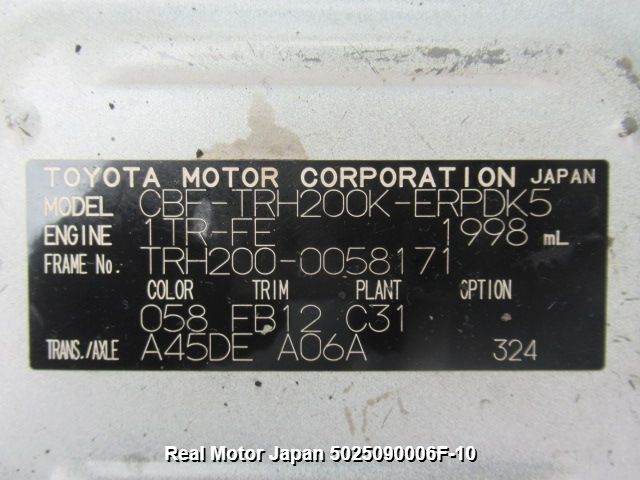 TOYOTA MOTOR CORPORATION JAPAN
MODEL CBF-TRH200K-ERPDK5
ENGINE 1TR-FE 1998 mL
FRAME No. TRH200-0058171
COLOR TRIM PLANT OPTION
058 FB12 C31
TRANS./AXLE A45DE A06A 324
Real Motor Japan 5025090006F-10